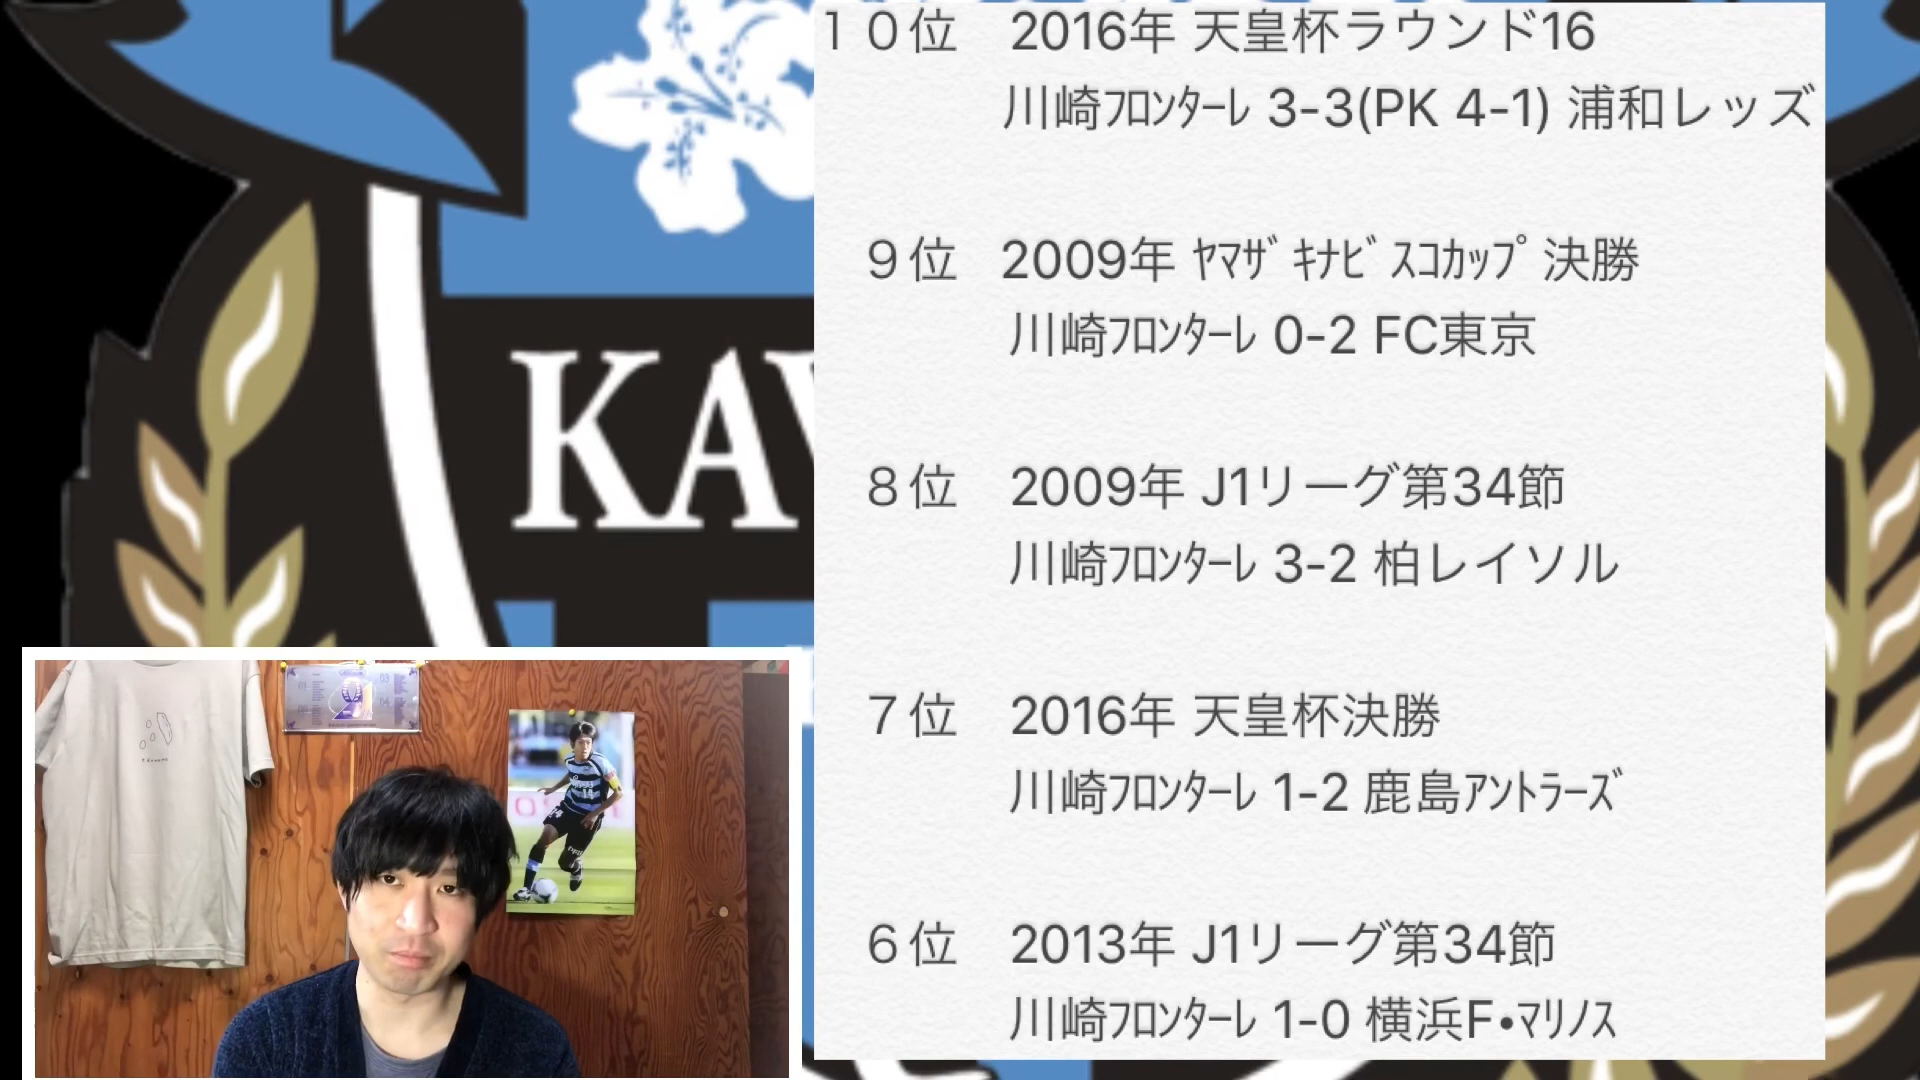 １０位　2016年 天皇杯ラウンド16
川崎ﾌﾛﾝﾀｰﾚ 3-3(PK 4-1) 浦和レッズ
９位　2009年 ﾔﾏｻﾞｷﾅﾋﾞｽｺｶｯﾌﾟ決勝
川崎ﾌﾛﾝﾀｰﾚ 0-2 FC東京
８位　2009年 J1リーグ第34節
川崎ﾌﾛﾝﾀｰﾚ 3-2 柏レイソル
７位　2016年 天皇杯決勝
川崎ﾌﾛﾝﾀｰﾚ 1-2 鹿島ｱﾝﾄﾗｰｽﾞ
６位　2013年 J1リーグ第34節
川崎ﾌﾛﾝﾀｰﾚ 1-0 横浜F•ﾏﾘﾉｽ
KAW
14